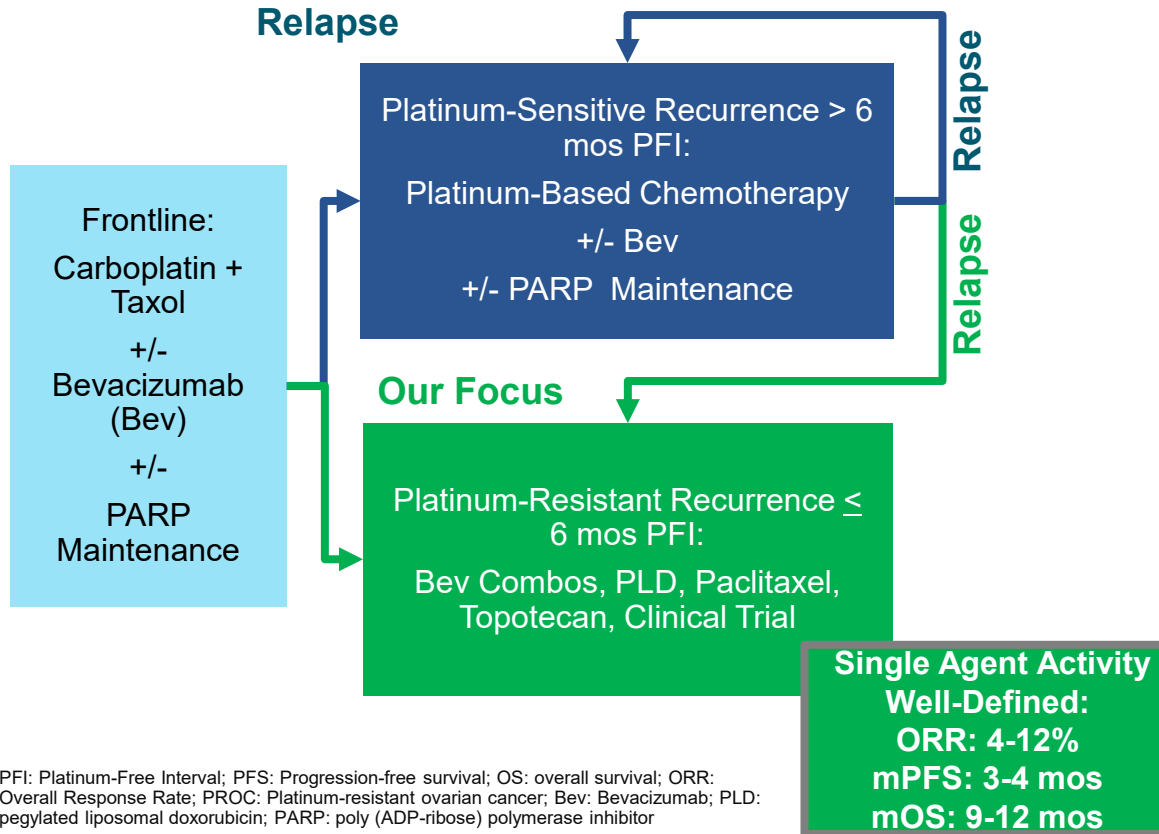 Relapse
Frontline:
Carboplatin +
Taxol
+/-
Bevacizumab
(Bev)
+/-
PARP
Maintenance
Platinum-Sensitive Recurrence > 6
mos PFI:
Platinum-Based Chemotherapy
+/- Bev
+/- PARP Maintenance
Relapse
Relapse
Our Focus
Platinum-Resistant Recurrence ≤
6 mos PFI:
Bev Combos, PLD, Paclitaxel,
Topotecan, Clinical Trial
Single Agent Activity
Well-Defined:
ORR: 4-12%
mPFS: 3-4 mos
mOS: 9-12 mos
PFI: Platinum-Free Interval; PFS: Progression-free survival; OS: overall survival; ORR:
Overall Response Rate; PROC: Platinum-resistant ovarian cancer; Bev: Bevacizumab; PLD:
pegylated liposomal doxorubicin; PARP: poly (ADP-ribose) polymerase inhibitor